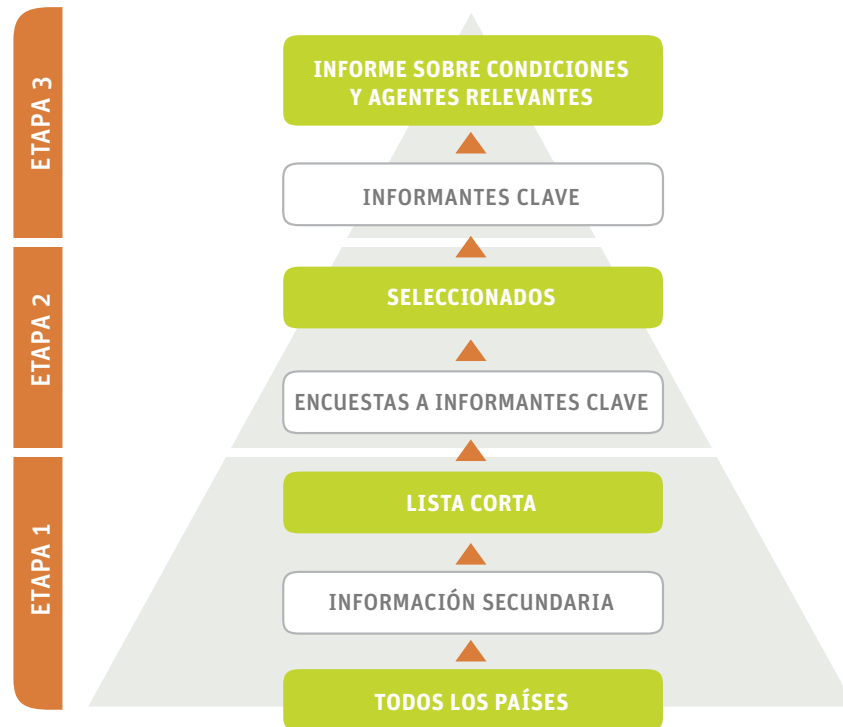 ETAPA 3
INFORME SOBRE CONDICIONES
Y AGENTES RELEVANTES
INFORMANTES CLAVE
ETAPA 2
SELECCIONADOS
ENCUESTAS A INFORMANTES CLAVE
ETAPA 1
LISTA CORTA
INFORMACIÓN SECUNDARIA
TODOS LOS PAÍSES